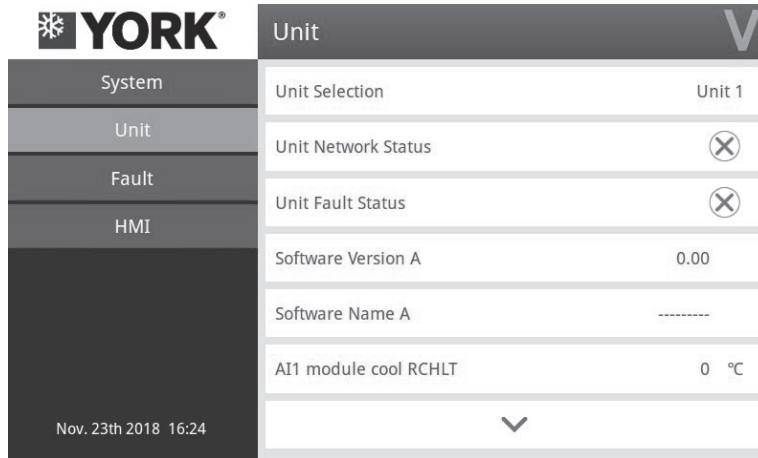 YORK®
Unit
V
System
Unit
Fault
HMI
Nov. 23th 2018 16:24
Unit Selection Unit 1
Unit Network Status
Unit Fault Status
Software Version A 0.00
Software Name A ---------
AI1 module cool RCHLT 0 ℃